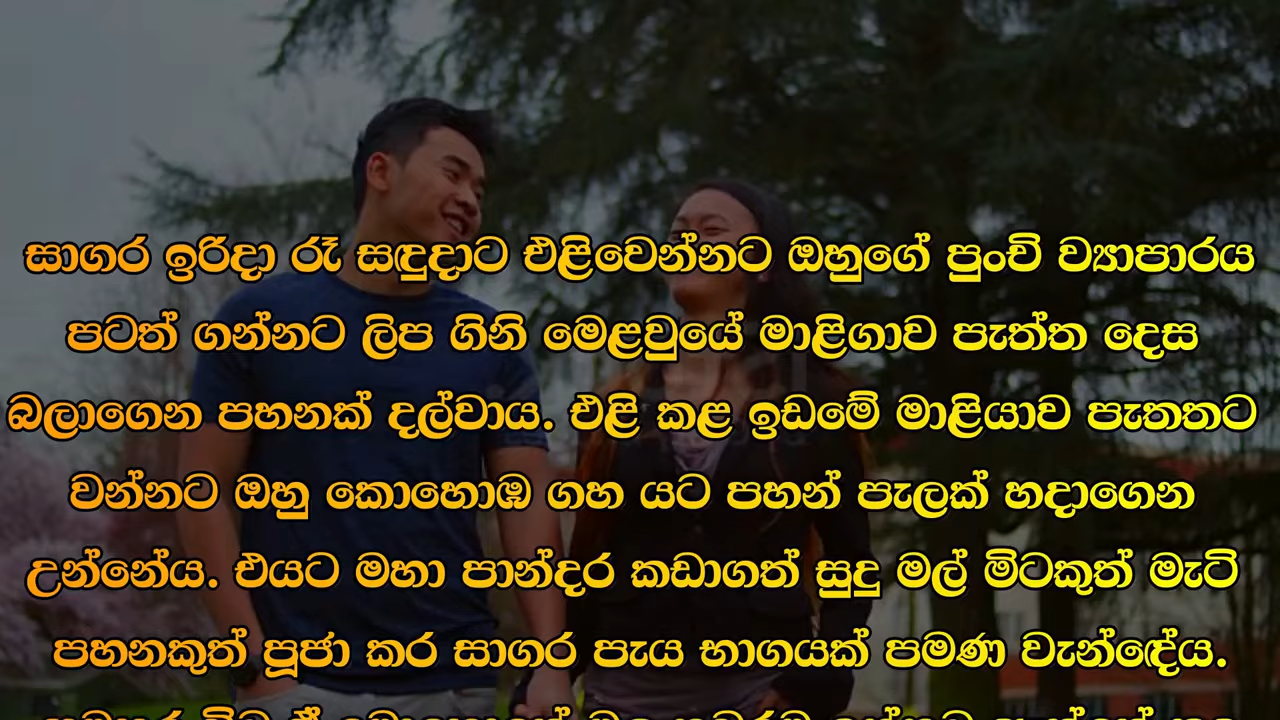 සාගර ඉරිදා රෑ සඳුදාට එළිවෙන්නට ඔහුගේ පුංචි ව්‍යාපාරය
පටත් ගන්නට ලිප ගිනි මෙළවුයේ මාළිගාව පැත්ත දෙස
බලාගෙන පහනක් දල්වාය. එළි කළ ඉඩමේ මාළියාව පැතතට
වන්නට ඔහු කොහොඹ ගහ යට පහන් පැලක් හදාගෙන
උන්නේය. එයට මහා පාන්දර කඩාගත් සුදු මල් මිටකුත් මැටි
පහනකුත් පූජා කර සාගර පැය භාගයක් පමණ වැන්ඳේය.